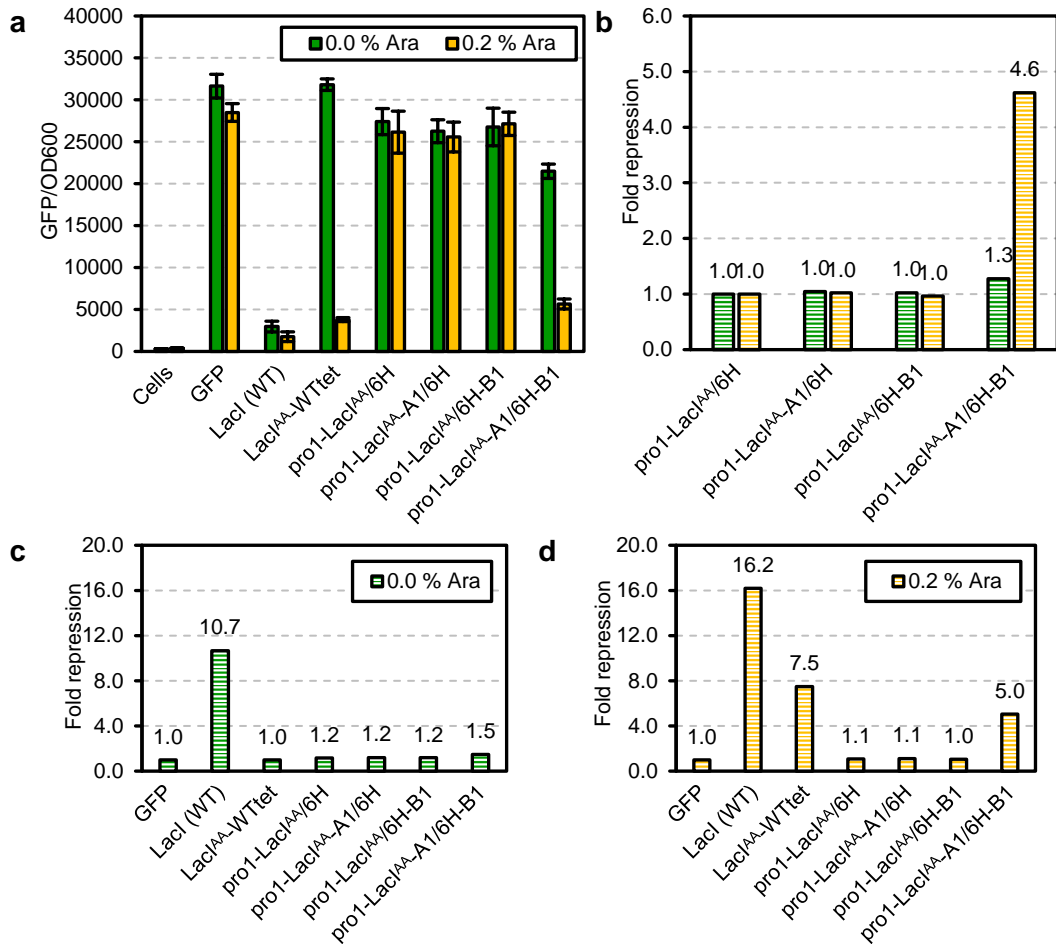 a
GFP/OD600
40000
35000
30000
25000
20000
15000
10000
5000
0
0.0 % Ara
0.2 % Ara
Cells
GFP
LacI (WT)
LacI^AA-WTtet
pro1-LacI^AA/6H
pro1-LacI^AA-A1/6H
pro1-LacI^AA/6H-B1
pro1-LacI^AA-A1/6H-B1
b
Fold repression
6.0
5.0
4.0
3.0
2.0
1.0
0.0
1.0 1.0
1.0 1.0
1.0 1.0
1.3 4.6
pro1-LacI^AA/6H
pro1-LacI^AA-A1/6H
pro1-LacI^AA/6H-B1
pro1-LacI^AA-A1/6H-B1
c
Fold repression
20.0
16.0
12.0
8.0
4.0
0.0
0.0 % Ara
1.0
10.7
1.0
1.2
1.2
1.2
1.5
GFP
LacI (WT)
LacI^AA-WTtet
pro1-LacI^AA/6H
pro1-LacI^AA-A1/6H
pro1-LacI^AA/6H-B1
pro1-LacI^AA-A1/6H-B1
d
Fold repression
20.0
16.0
12.0
8.0
4.0
0.0
0.2 % Ara
1.0
16.2
7.5
1.1
1.1
1.0
5.0
GFP
LacI (WT)
LacI^AA-WTtet
pro1-LacI^AA/6H
pro1-LacI^AA-A1/6H
pro1-LacI^AA/6H-B1
pro1-LacI^AA-A1/6H-B1